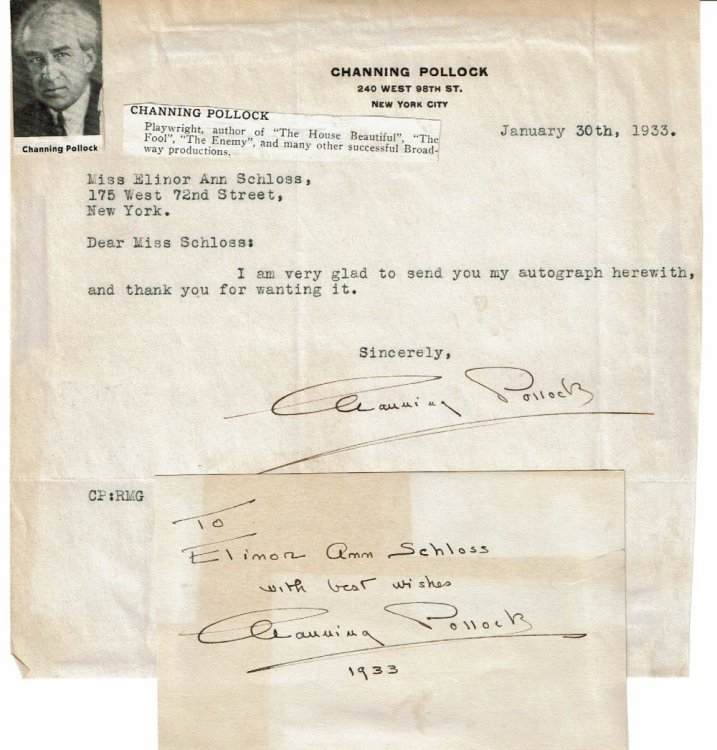 Channing Pollock
CHANNING POLLOCK
240 WEST 98TH ST.
NEW YORK CITY
CHANNING POLLOCK
Playwright, author of "The House Beautiful", "The
Fool", "The Enemy", and many other successful Broad-
way productions.
January 30th, 1933.
Miss Elinor Ann Schloss,
175 West 72nd Street,
New York.
Dear Miss Schloss:
I am very glad to send you my autograph herewith,
and thank you for wanting it.
Sincerely,
Channing Pollock
CP:RMG
To
Elinor Ann Schloss
with best wishes
Channing Pollock
1933